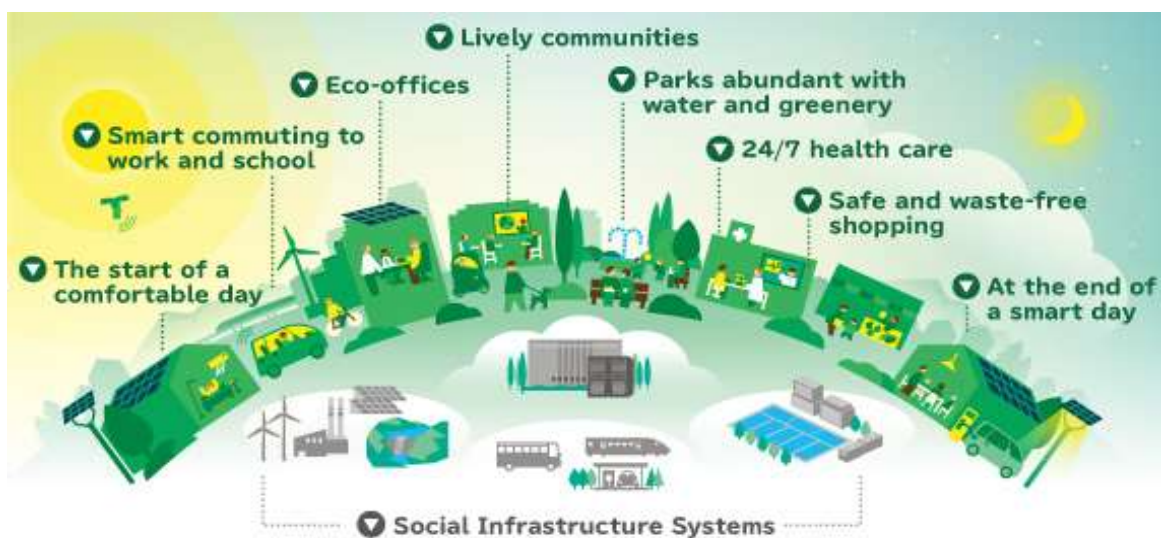 Lively communities
Eco-offices
Parks abundant with
water and greenery
Smart commuting to
work and school
24/7 health care
Safe and waste-free
shopping
The start of a
comfortable day
At the end of
a smart day
Social Infrastructure Systems